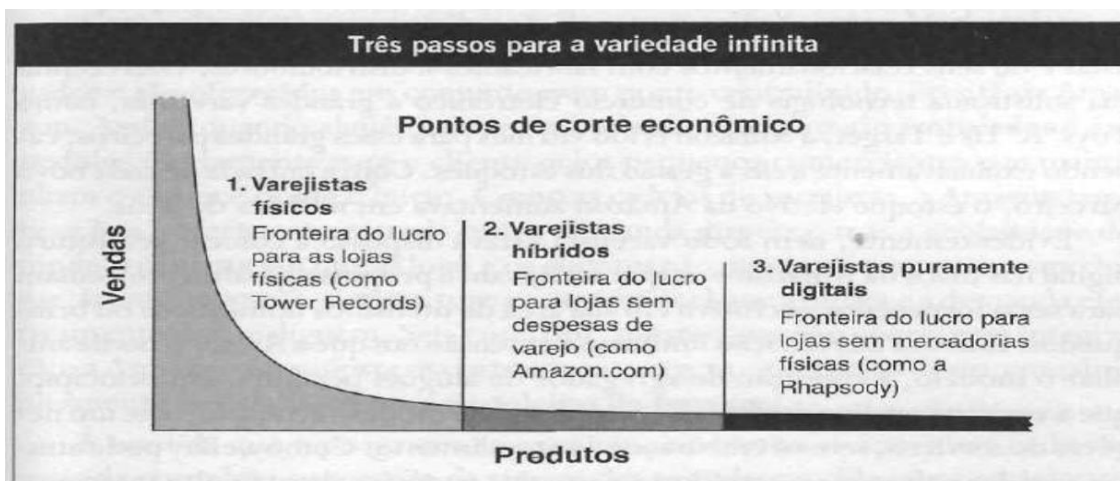 Três passos para a variedade infinita
Pontos de corte econômico
Vendas
1. Varejistas
físicos
Fronteira do lucro
para as lojas
físicas (como
Tower Records)
2. Varejistas
híbridos
Fronteira do lucro
para lojas sem
despesas de
varejo (como
Amazon.com)
3. Varejistas puramente
digitais
Fronteira do lucro para
lojas sem mercadorias
físicas (como a
Rhapsody)
Produtos